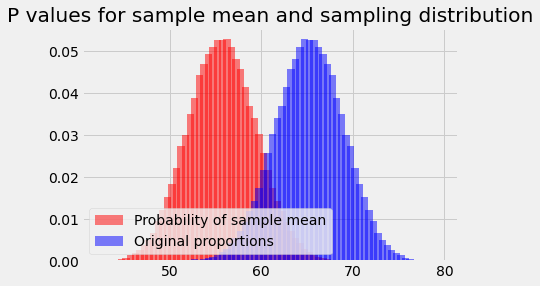 P values for sample mean and sampling distribution
0.05
0.04
0.03
0.02
0.01
0.00
Probability of sample mean
Original proportions
50 60 70 80